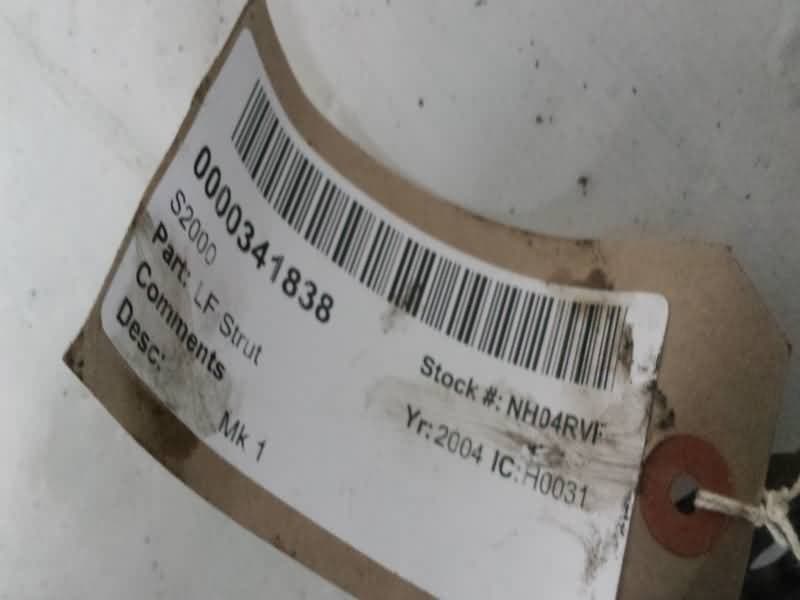 0000341838
S2000
Part: LF Strut
Comments
Desc:
Mk 1
Stock #: NH04RVF
Yr: 2004 IC: H0031